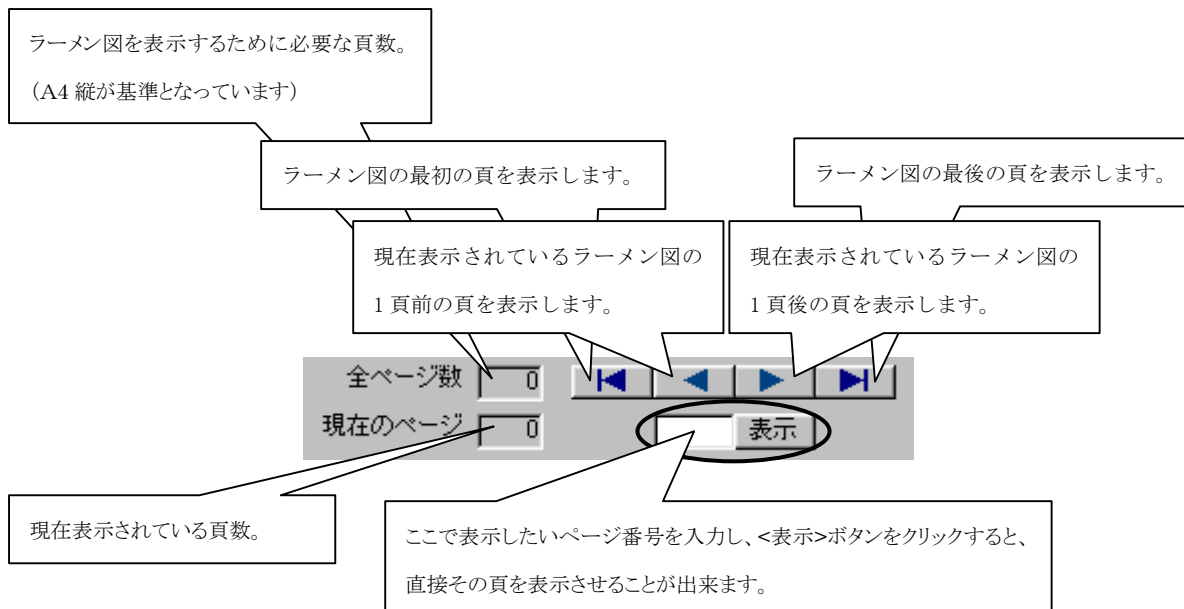 ラーメン図を表示するために必要な頁数。
（A4 縦が基準となっています）
ラーメン図の最初の頁を表示します。
ラーメン図の最後の頁を表示します。
現在表示されているラーメン図の
1 頁前の頁を表示します。
現在表示されているラーメン図の
1 頁後の頁を表示します。
全ページ数 0
現在のページ 0 表示
現在表示されている頁数。
ここで表示したいページ番号を入力し、<表示>ボタンをクリックすると、
直接その頁を表示させることが出来ます。